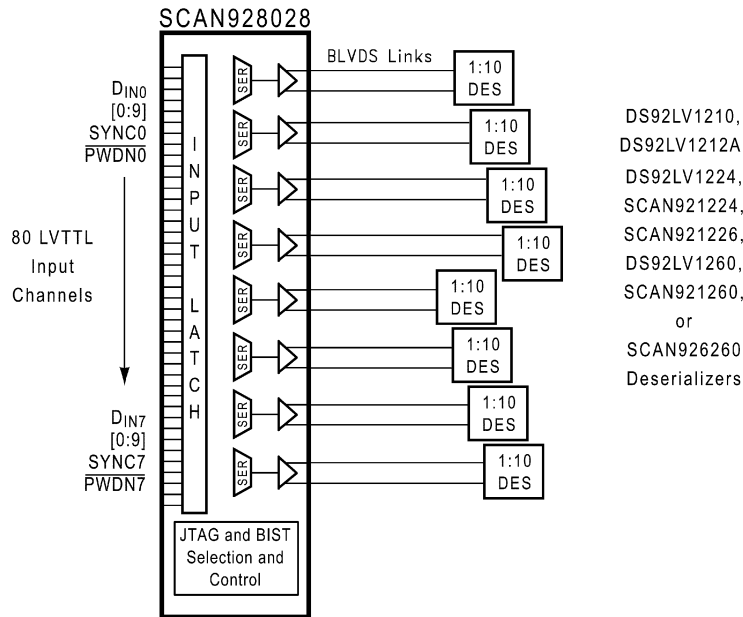 SCAN928028
BLVDS Links
DIN0
[0:9]
SYNC0
PWDN0
80 LVTTL
Input
Channels
DIN7
[0:9]
SYNC7
PWDN7
INPUT LATCH
SER
SER
SER
SER
SER
SER
SER
SER
1:10
DES
1:10
DES
1:10
DES
1:10
DES
1:10
DES
1:10
DES
1:10
DES
1:10
DES
JTAG and BIST
Selection and
Control
DS92LV1210,
DS92LV1212A
DS92LV1224,
SCAN921224,
SCAN921226,
DS92LV1260,
SCAN921260,
or
SCAN926260
Deserializers